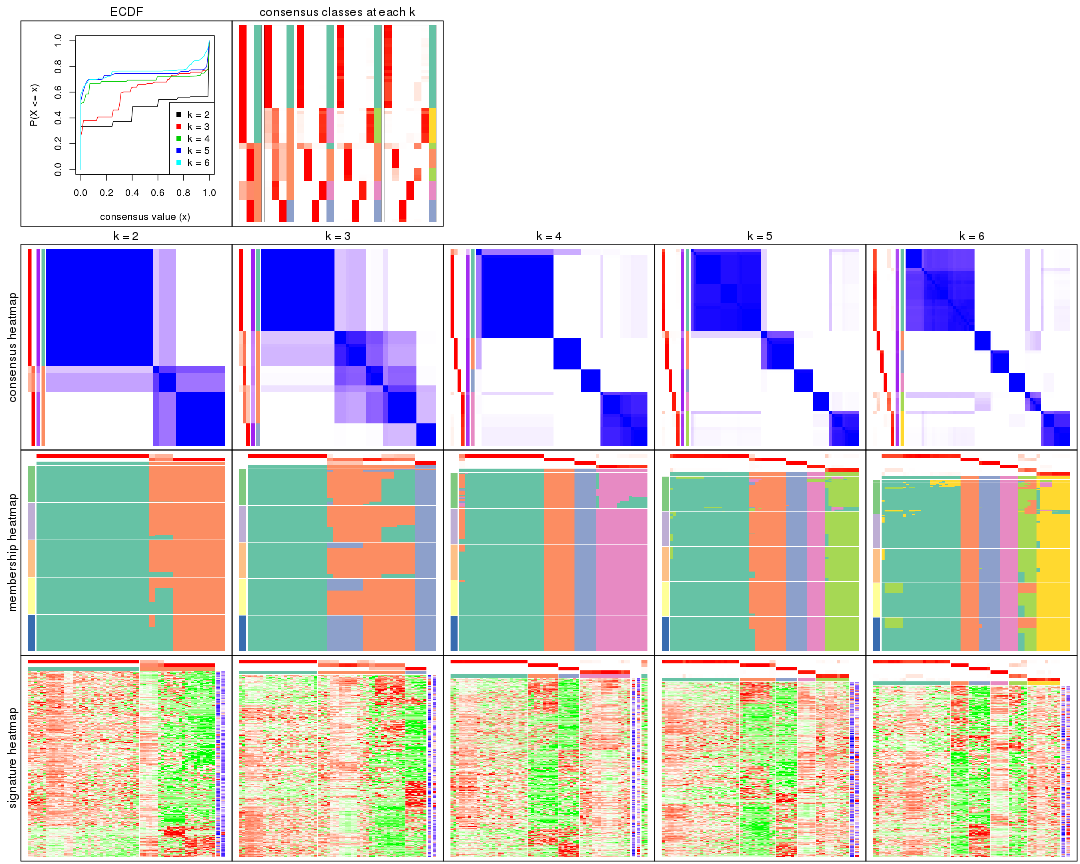 ECDF
consensus classes at each k
P(X <= x)
0.0
0.2
0.4
0.6
0.8
1.0
k = 2
k = 3
k = 4
k = 5
k = 6
0.0 0.2 0.4 0.6 0.8 1.0
consensus value (x)
k = 2
k = 3
k = 4
k = 5
k = 6
consensus heatmap
membership heatmap
signature heatmap